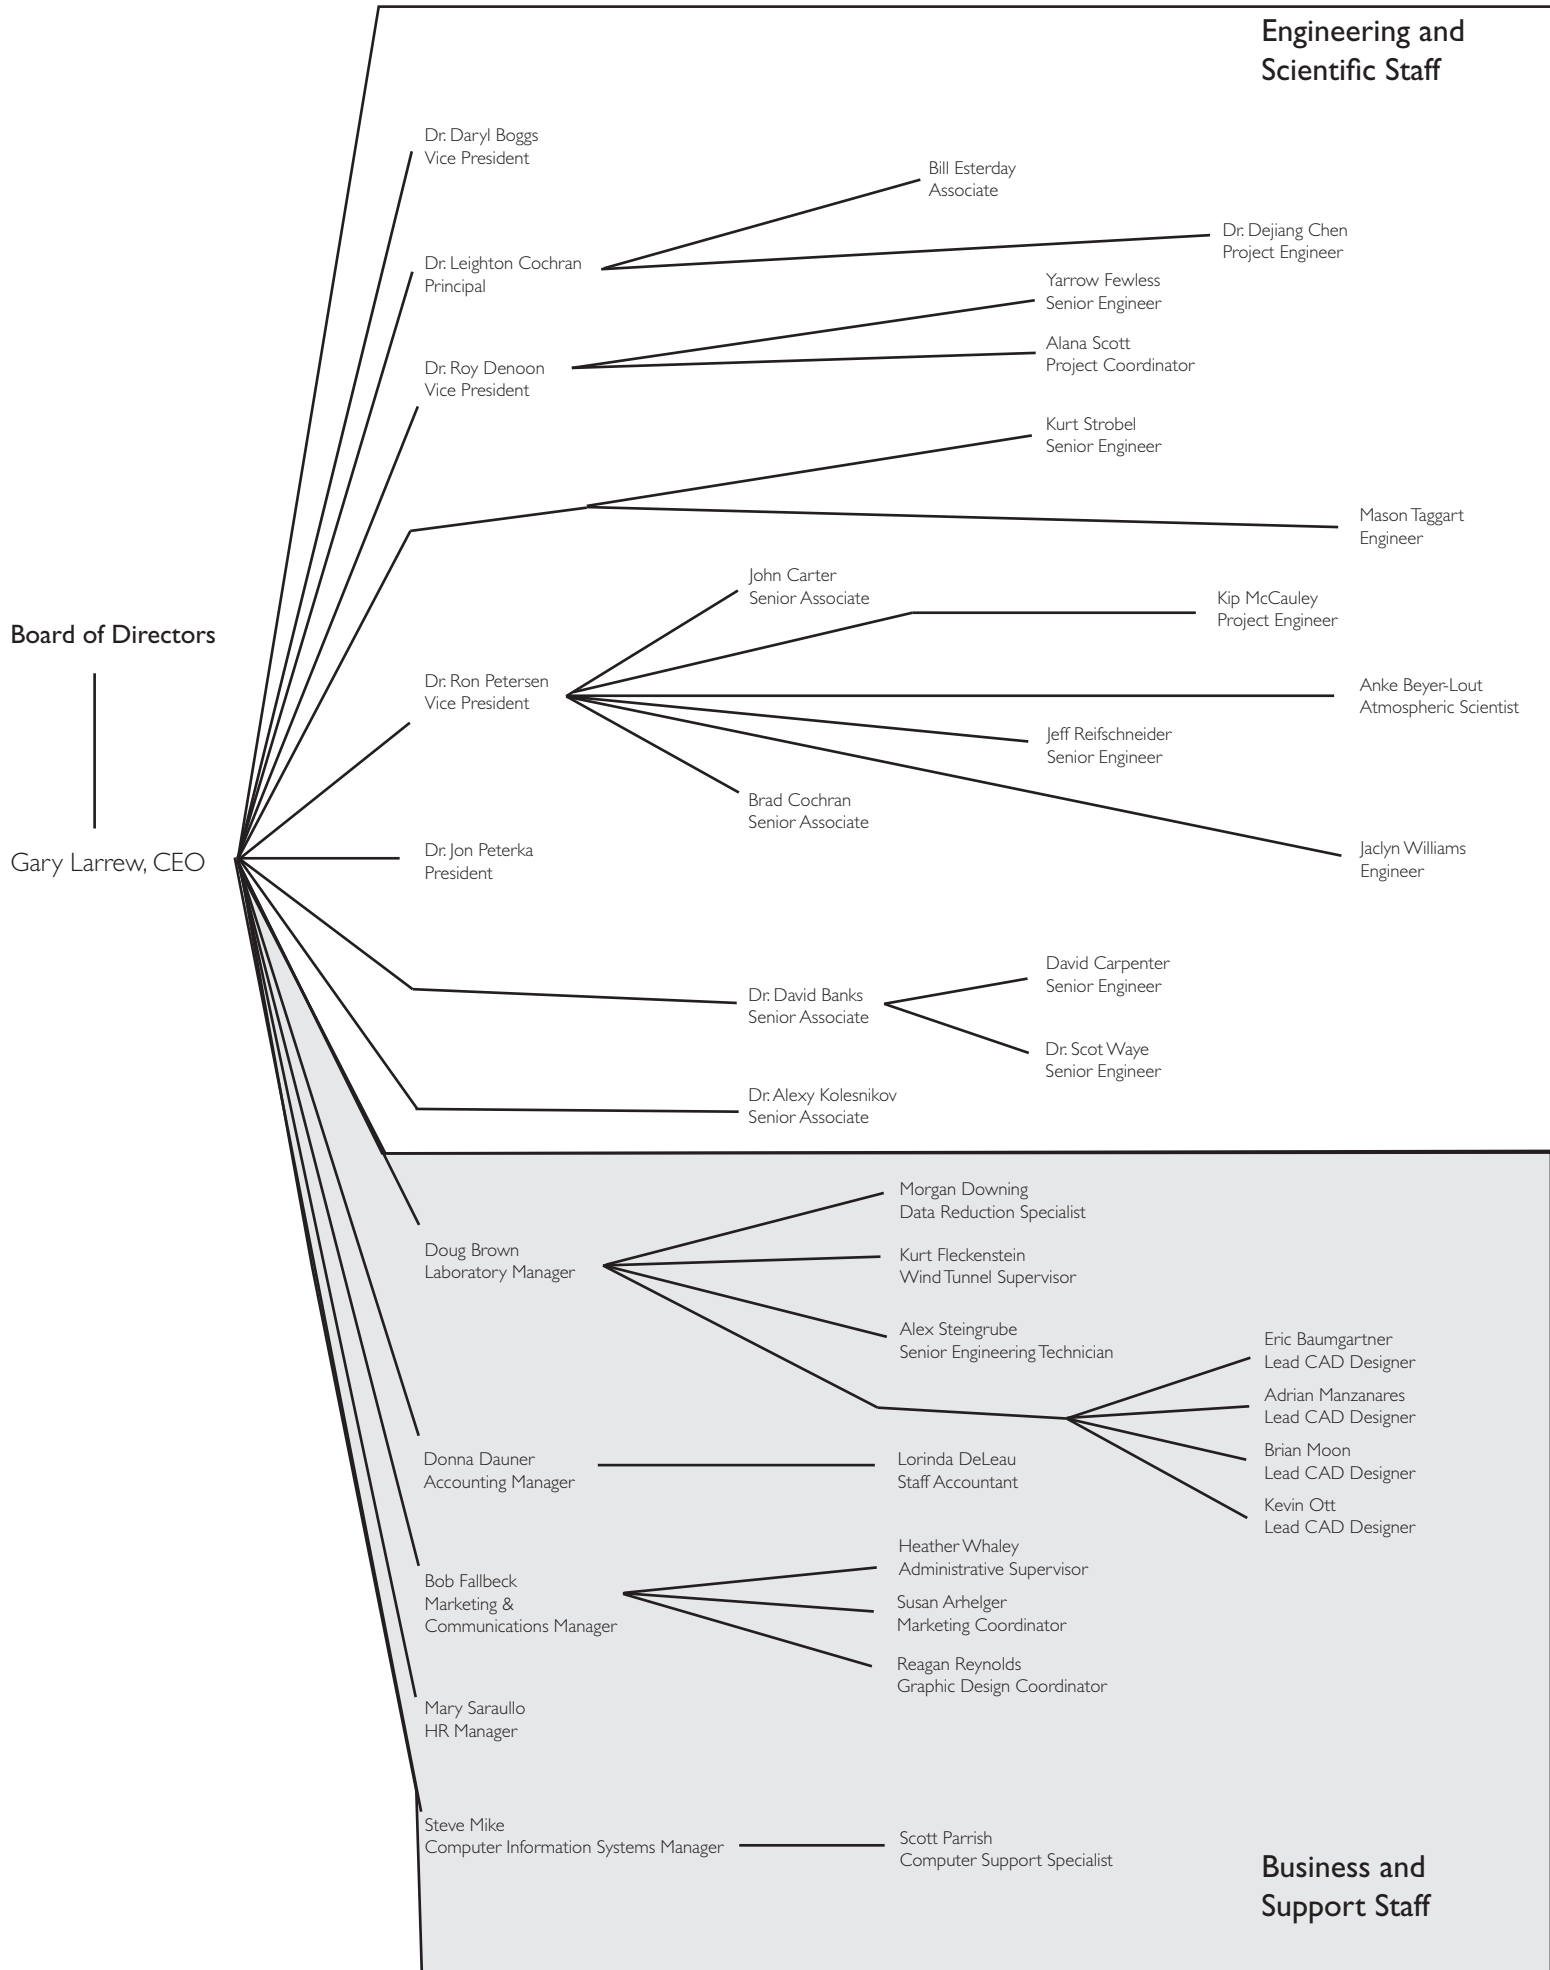 Engineering and
Scientific Staff
Dr. Daryl Boggs
Vice President
Bill Esterday
Associate
Dr. Dejiang Chen
Project Engineer
Dr. Leighton Cochran
Principal
Yarrow Fewless
Senior Engineer
Alana Scott
Project Coordinator
Dr. Roy Denoon
Vice President
Kurt Strobel
Senior Engineer
Mason Taggart
Engineer
John Carter
Senior Associate
Kip McCauley
Project Engineer
Board of Directors
Dr. Ron Petersen
Vice President
Anke Beyer-Lout
Atmospheric Scientist
Jeff Reifschneider
Senior Engineer
Brad Cochran
Senior Associate
Gary Larrew, CEO
Dr. Jon Peterka
President
Jaclyn Williams
Engineer
David Carpenter
Senior Engineer
Dr. David Banks
Senior Associate
Dr. Scot Waye
Senior Engineer
Dr. Alexy Kolesnikov
Senior Associate
Morgan Downing
Data Reduction Specialist
Doug Brown
Laboratory Manager
Kurt Fleckenstein
Wind Tunnel Supervisor
Alex Steingrube
Senior Engineering Technician
Eric Baumgartner
Lead CAD Designer
Adrian Manzanares
Lead CAD Designer
Brian Moon
Lead CAD Designer
Kevin Ott
Lead CAD Designer
Donna Dauner
Accounting Manager
Lorinda DeLeau
Staff Accountant
Heather Whaley
Administrative Supervisor
Bob Fallbeck
Marketing &
Communications Manager
Susan Arhelger
Marketing Coordinator
Reagan Reynolds
Graphic Design Coordinator
Mary Saraullo
HR Manager
Steve Mike
Computer Information Systems Manager
Scott Parrish
Computer Support Specialist
Business and
Support Staff